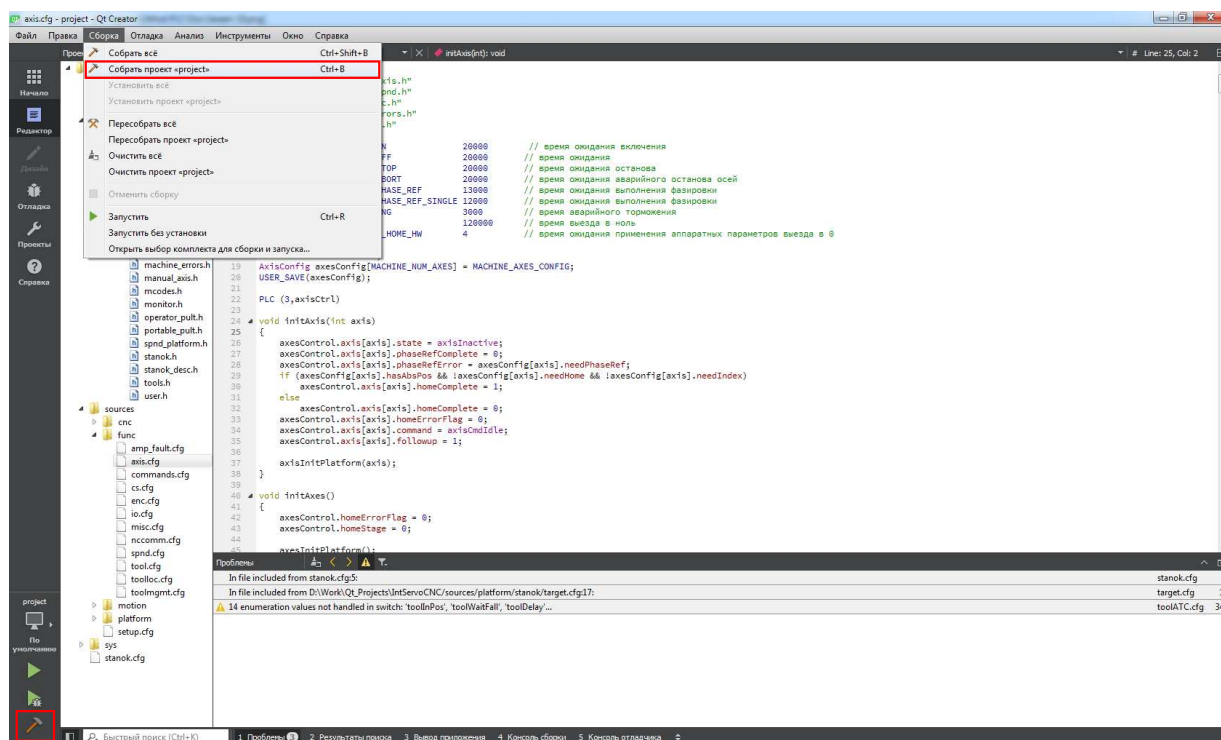 axis.cfg - project - Qt Creator
Файл Правка Сборка Отладка Анализ Инструменты Окно Справка
initAxis(int): void
# Line: 25, Col: 2
Собрать всё Ctrl+Shift+B
Собрать проект «project» Ctrl+B
Установить всё
Установить проект «project»
Пересобрать всё
Пересобрать проект «project»
Очистить всё
Очистить проект «project»
Отменить сборку
Запустить Ctrl+R
Запустить без установки
Открыть выбор комплекта для сборки и запуска...
Начало
Редактор
Дизайн
Отладка
Проекты
Справка
project
По умолчанию
machine_errors.h
manual_axis.h
mcodes.h
monitor.h
operator_pult.h
portable_pult.h
spnd_platform.h
stanok.h
stanok_desc.h
tools.h
user.h
sources
cnc
func
amp_fault.cfg
axis.cfg
commands.cfg
cs.cfg
enc.cfg
io.cfg
misc.cfg
nccomm.cfg
spnd.cfg
tool.cfg
toolloc.cfg
toolmgmt.cfg
motion
platform
setup.cfg
sys
stanok.cfg
20000 // время ожидания включения
20000 // время ожидания
20000 // время ожидания останова
20000 // время ожидания аварийного останова осей
HASE_REF 13000 // время ожидания выполнения фазировки
HASE_REF_SINGLE 12000 // время ожидания выполнения фазировки
NG 3000 // время аварийного торможения
120000 // время выезда в ноль
_HOME_HW 4 // время ожидания применения аппаратных параметров выезда в 0
19 AxisConfig axesConfig[MACHINE_NUM_AXES] = MACHINE_AXES_CONFIG;
20 USER_SAVE(axesConfig);
21
22 PLC (3,axisCtrl)
23
24 void initAxis(int axis)
25 {
26 axesControl.axis[axis].state = axisInactive;
27 axesControl.axis[axis].phaseRefComplete = 0;
28 axesControl.axis[axis].phaseRefError = axesConfig[axis].needPhaseRef;
29 if (axesConfig[axis].hasAbsPos && !axesConfig[axis].needHome && !axesConfig[axis].needIndex)
30 axesControl.axis[axis].homeComplete = 1;
31 else
32 axesControl.axis[axis].homeComplete = 0;
33 axesControl.axis[axis].homeErrorFlag = 0;
34 axesControl.axis[axis].command = axisCmdIdle;
35 axesControl.axis[axis].followup = 1;
36
37 axisInitPlatform(axis);
38 }
39
40 void initAxes()
41 {
42 axesControl.homeErrorFlag = 0;
43 axesControl.homeStage = 0;
44
45 axesInitPlatform();
Проблемы
In file included from stanok.cfg:5: stanok.cfg
In file included from D:\Work\Qt_Projects\IntServoCNC/sources/platform/stanok/target.cfg:17: target.cfg
14 enumeration values not handled in switch: 'toolInPos', 'toolWaitFall', 'toolDelay'... toolATC.cfg
Быстрый поиск (Ctrl+K) 1 Проблемы 3 2 Результаты поиска 3 Вывод приложения 4 Консоль сборки 5 Консоль отладчика